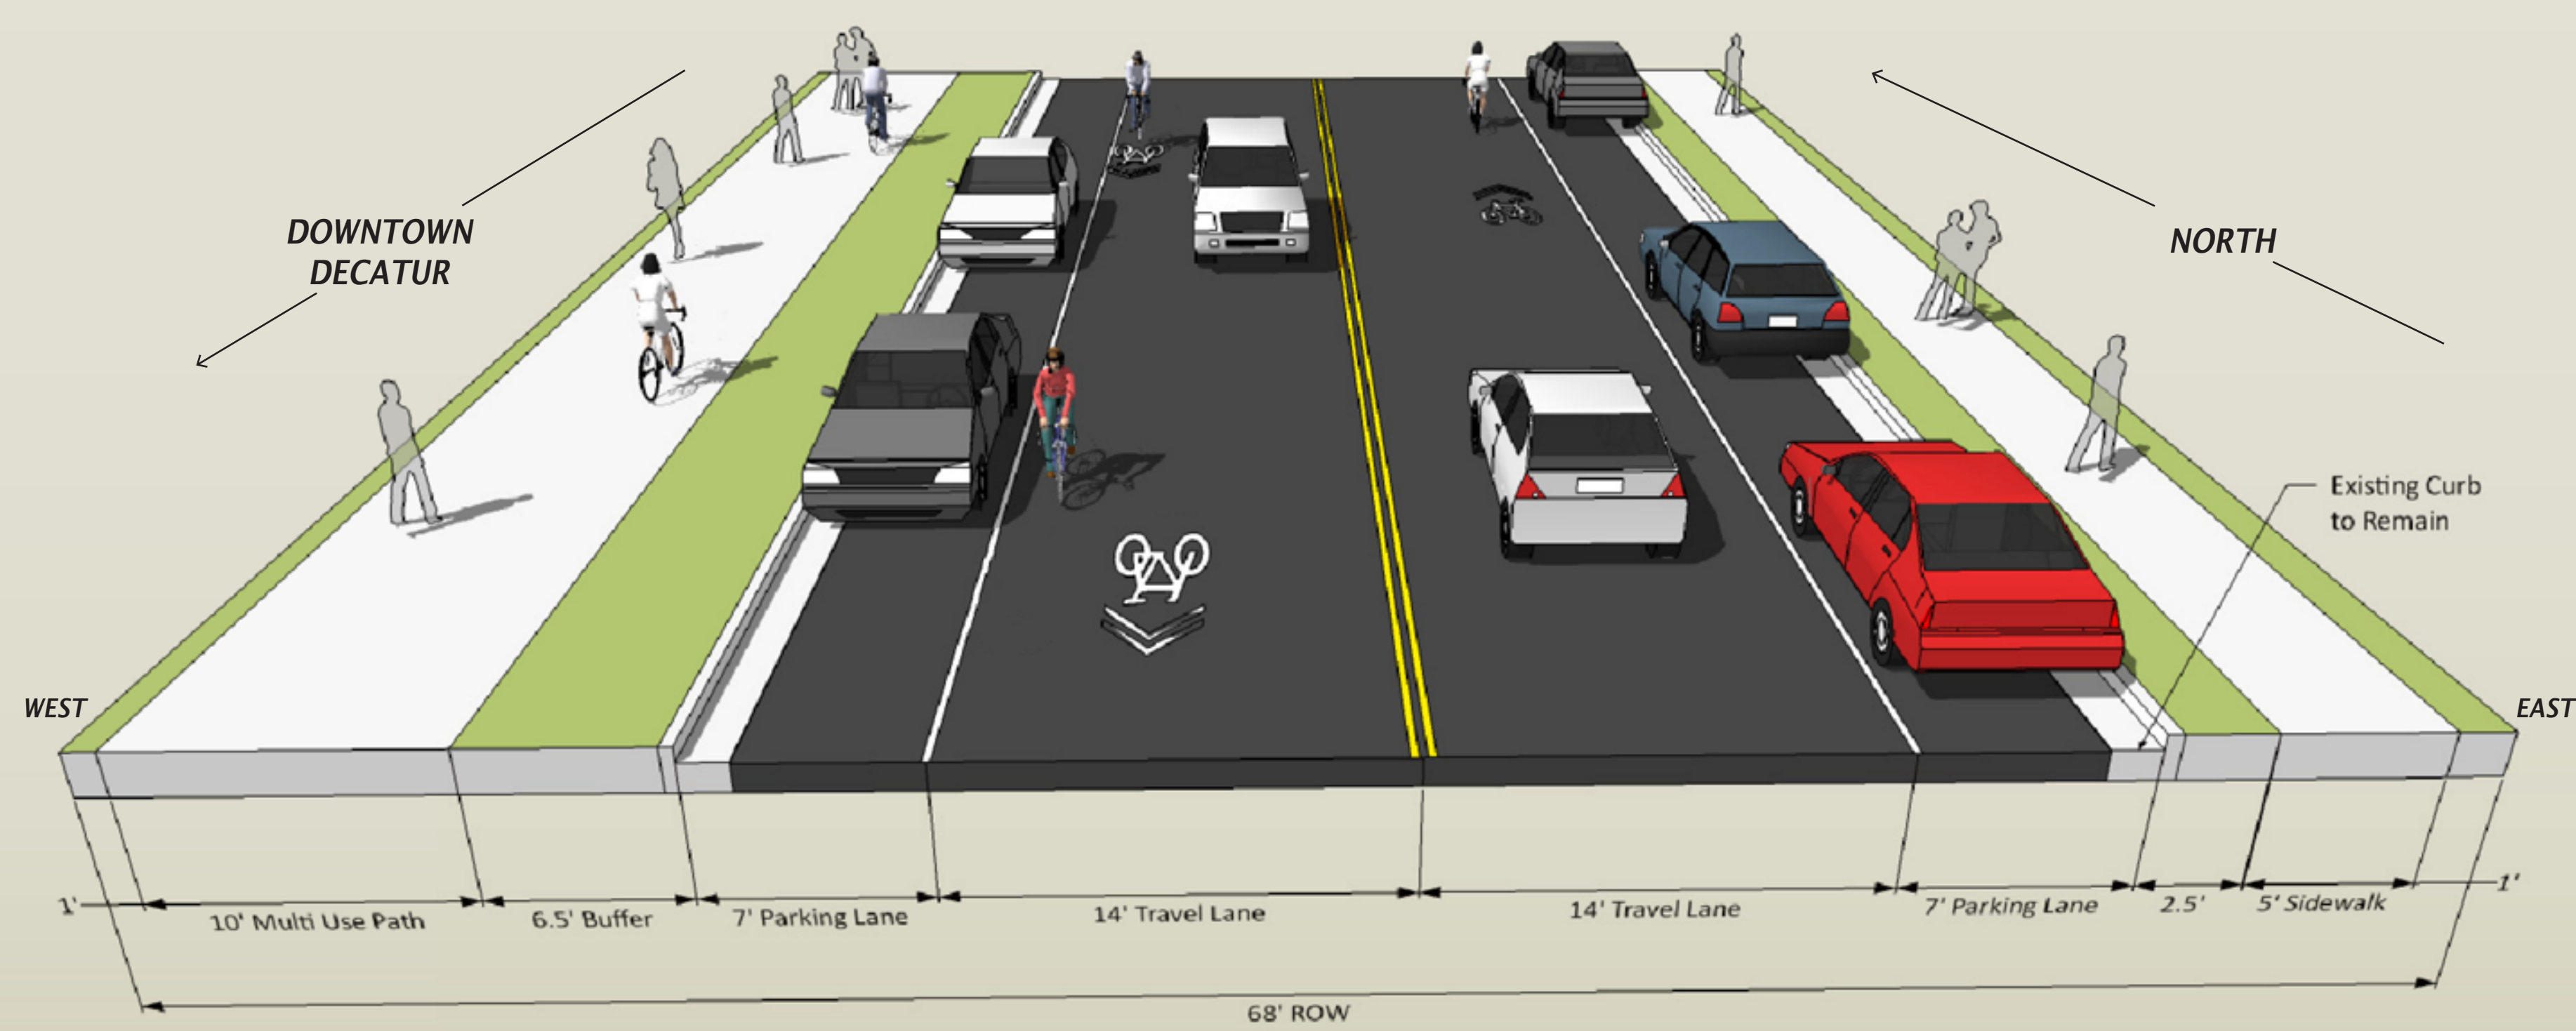 DOWNTOWN
DECATUR
NORTH
Existing Curb
to Remain
WEST
EAST
1'
10' Multi Use Path
6.5' Buffer
7' Parking Lane
14' Travel Lane
14' Travel Lane
7' Parking Lane
2.5'
5' Sidewalk
1'
68' ROW